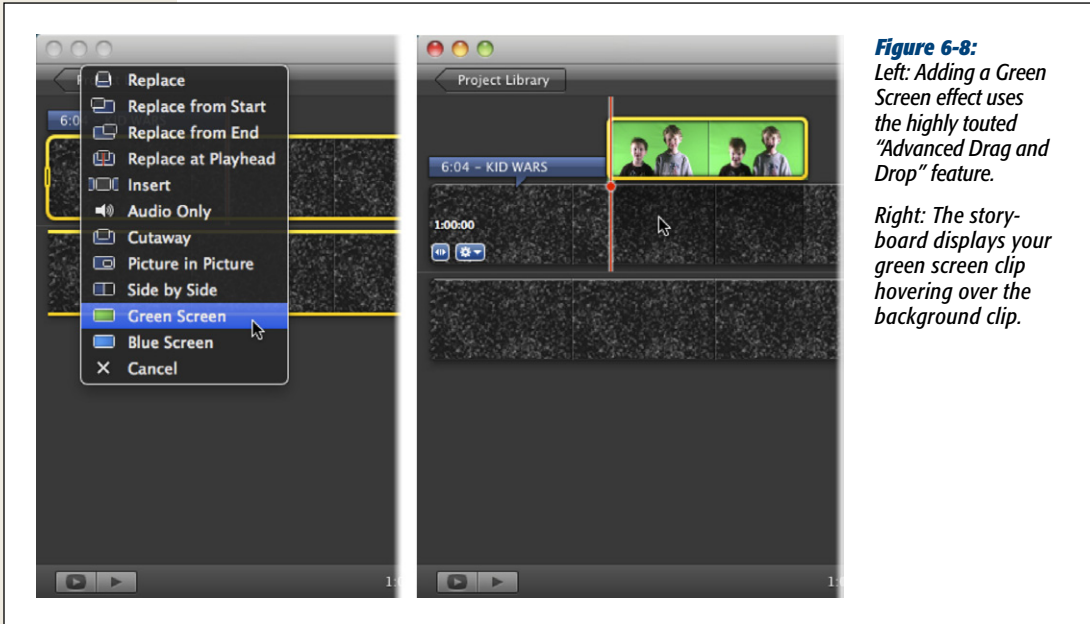 Replace
Replace from Start
Replace from End
Replace at Playhead
Insert
Audio Only
Cutaway
Picture in Picture
Side by Side
Green Screen
Blue Screen
Cancel
6:0
Project Library
6:04 – KID WARS
1:00:00
Figure 6-8:
Left: Adding a Green
Screen effect uses
the highly touted
“Advanced Drag and
Drop” feature.
Right: The story-
board displays your
green screen clip
hovering over the
background clip.